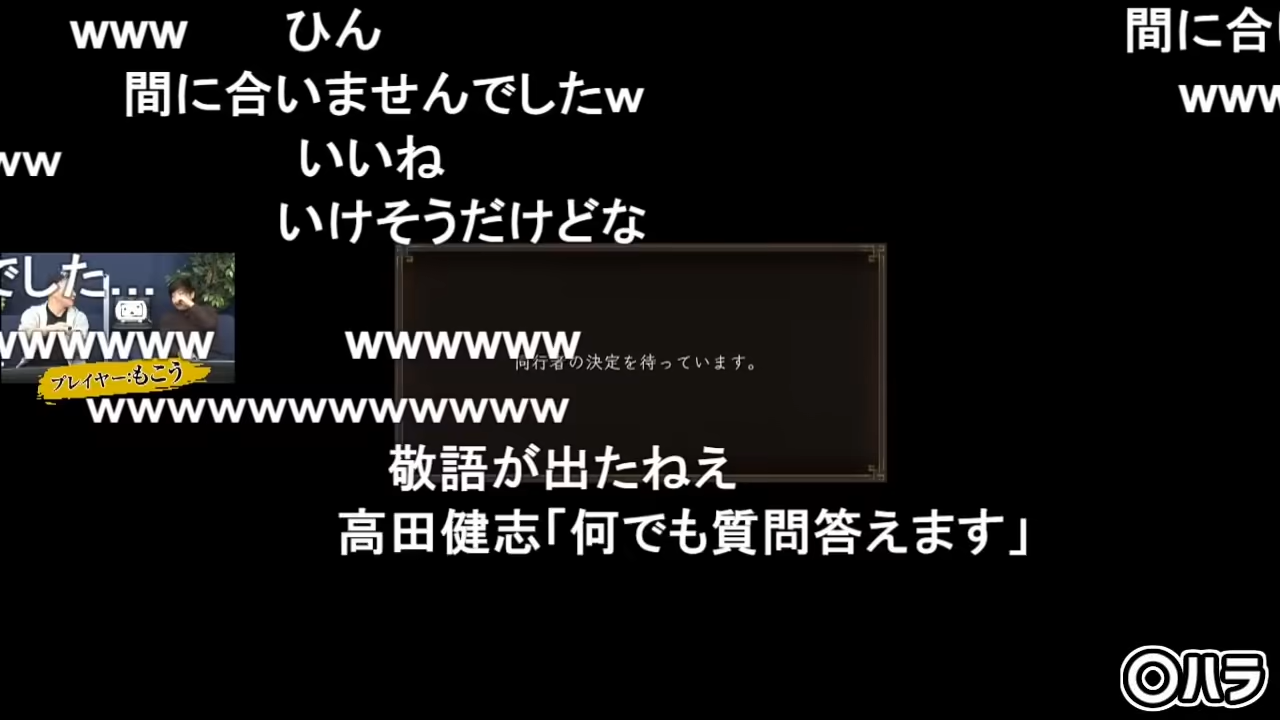 www ひん 間に合い
間に合いませんでしたw www
ww いいね
いけそうだけどな
でした…
wwwwwww wwwwwww
同行者の決定を待っています。
プレイヤー:もこう
wwwwwwwwwwwww
敬語が出たねえ
高田健志「何でも質問答えます」
◎ハラ